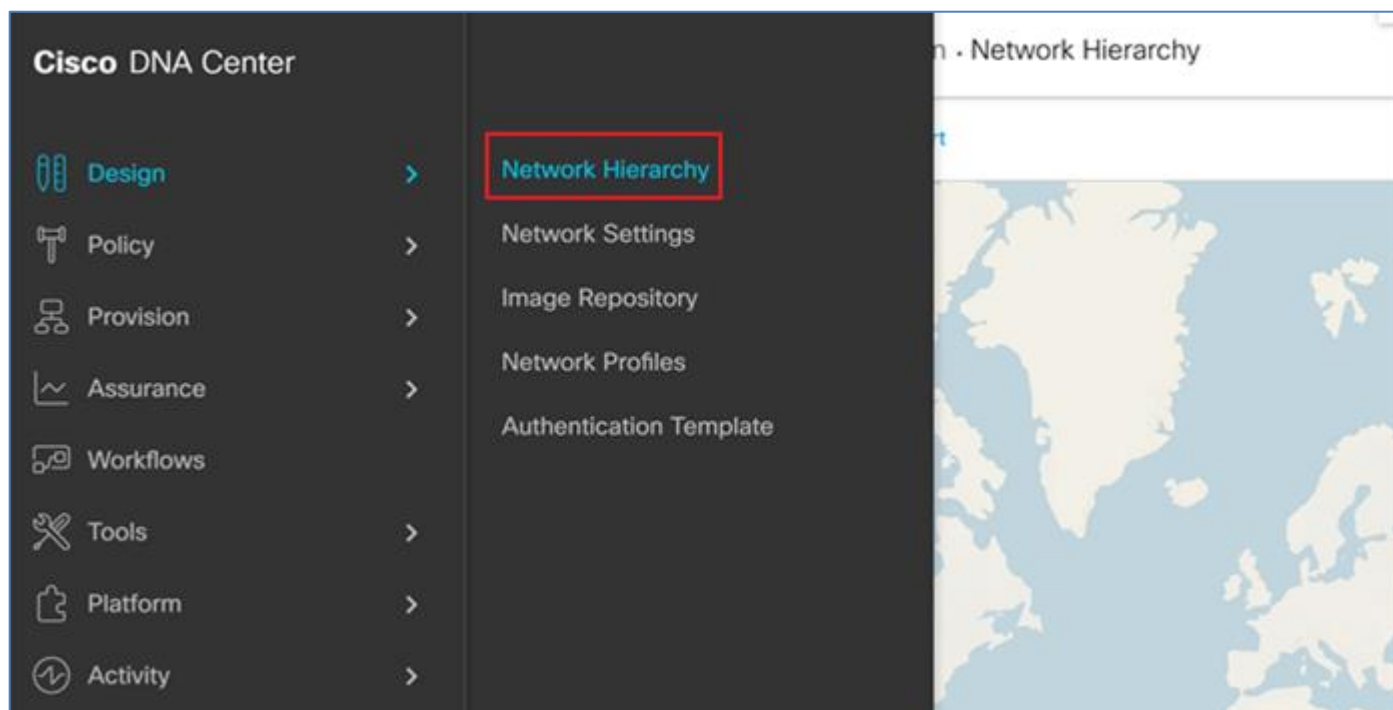 Cisco DNA Center
Design
Policy
Provision
Assurance
Workflows
Tools
Platform
Activity
Network Hierarchy
Network Settings
Image Repository
Network Profiles
Authentication Template
n · Network Hierarchy
rt